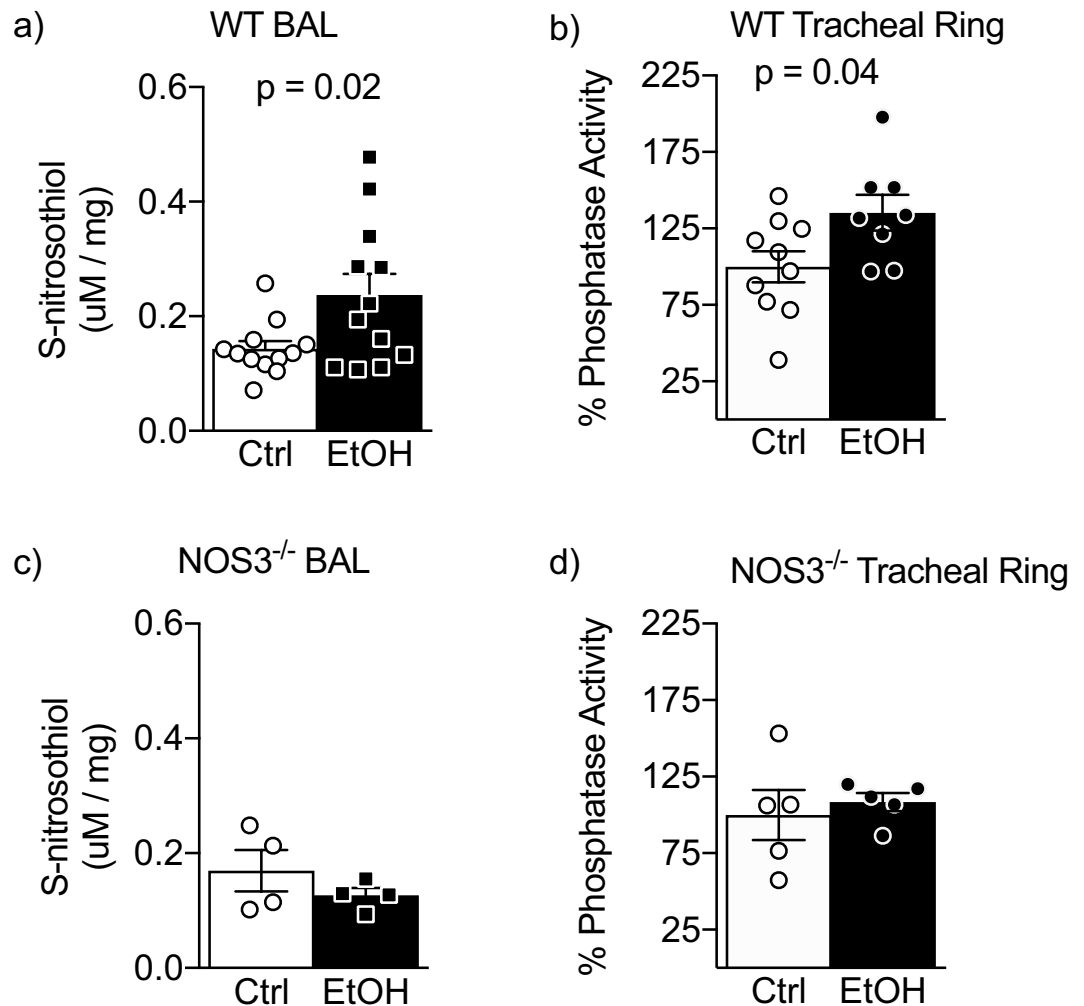 a) WT BAL
p = 0.02
S-nitrosothiol
(uM / mg)
0.6
0.4
0.2
0.0
Ctrl EtOH
b) WT Tracheal Ring
p = 0.04
% Phosphatase Activity
225
175
125
75
25
Ctrl EtOH
c) NOS3-/- BAL
S-nitrosothiol
(uM / mg)
0.6
0.4
0.2
0.0
Ctrl EtOH
d) NOS3-/- Tracheal Ring
% Phosphatase Activity
225
175
125
75
25
Ctrl EtOH